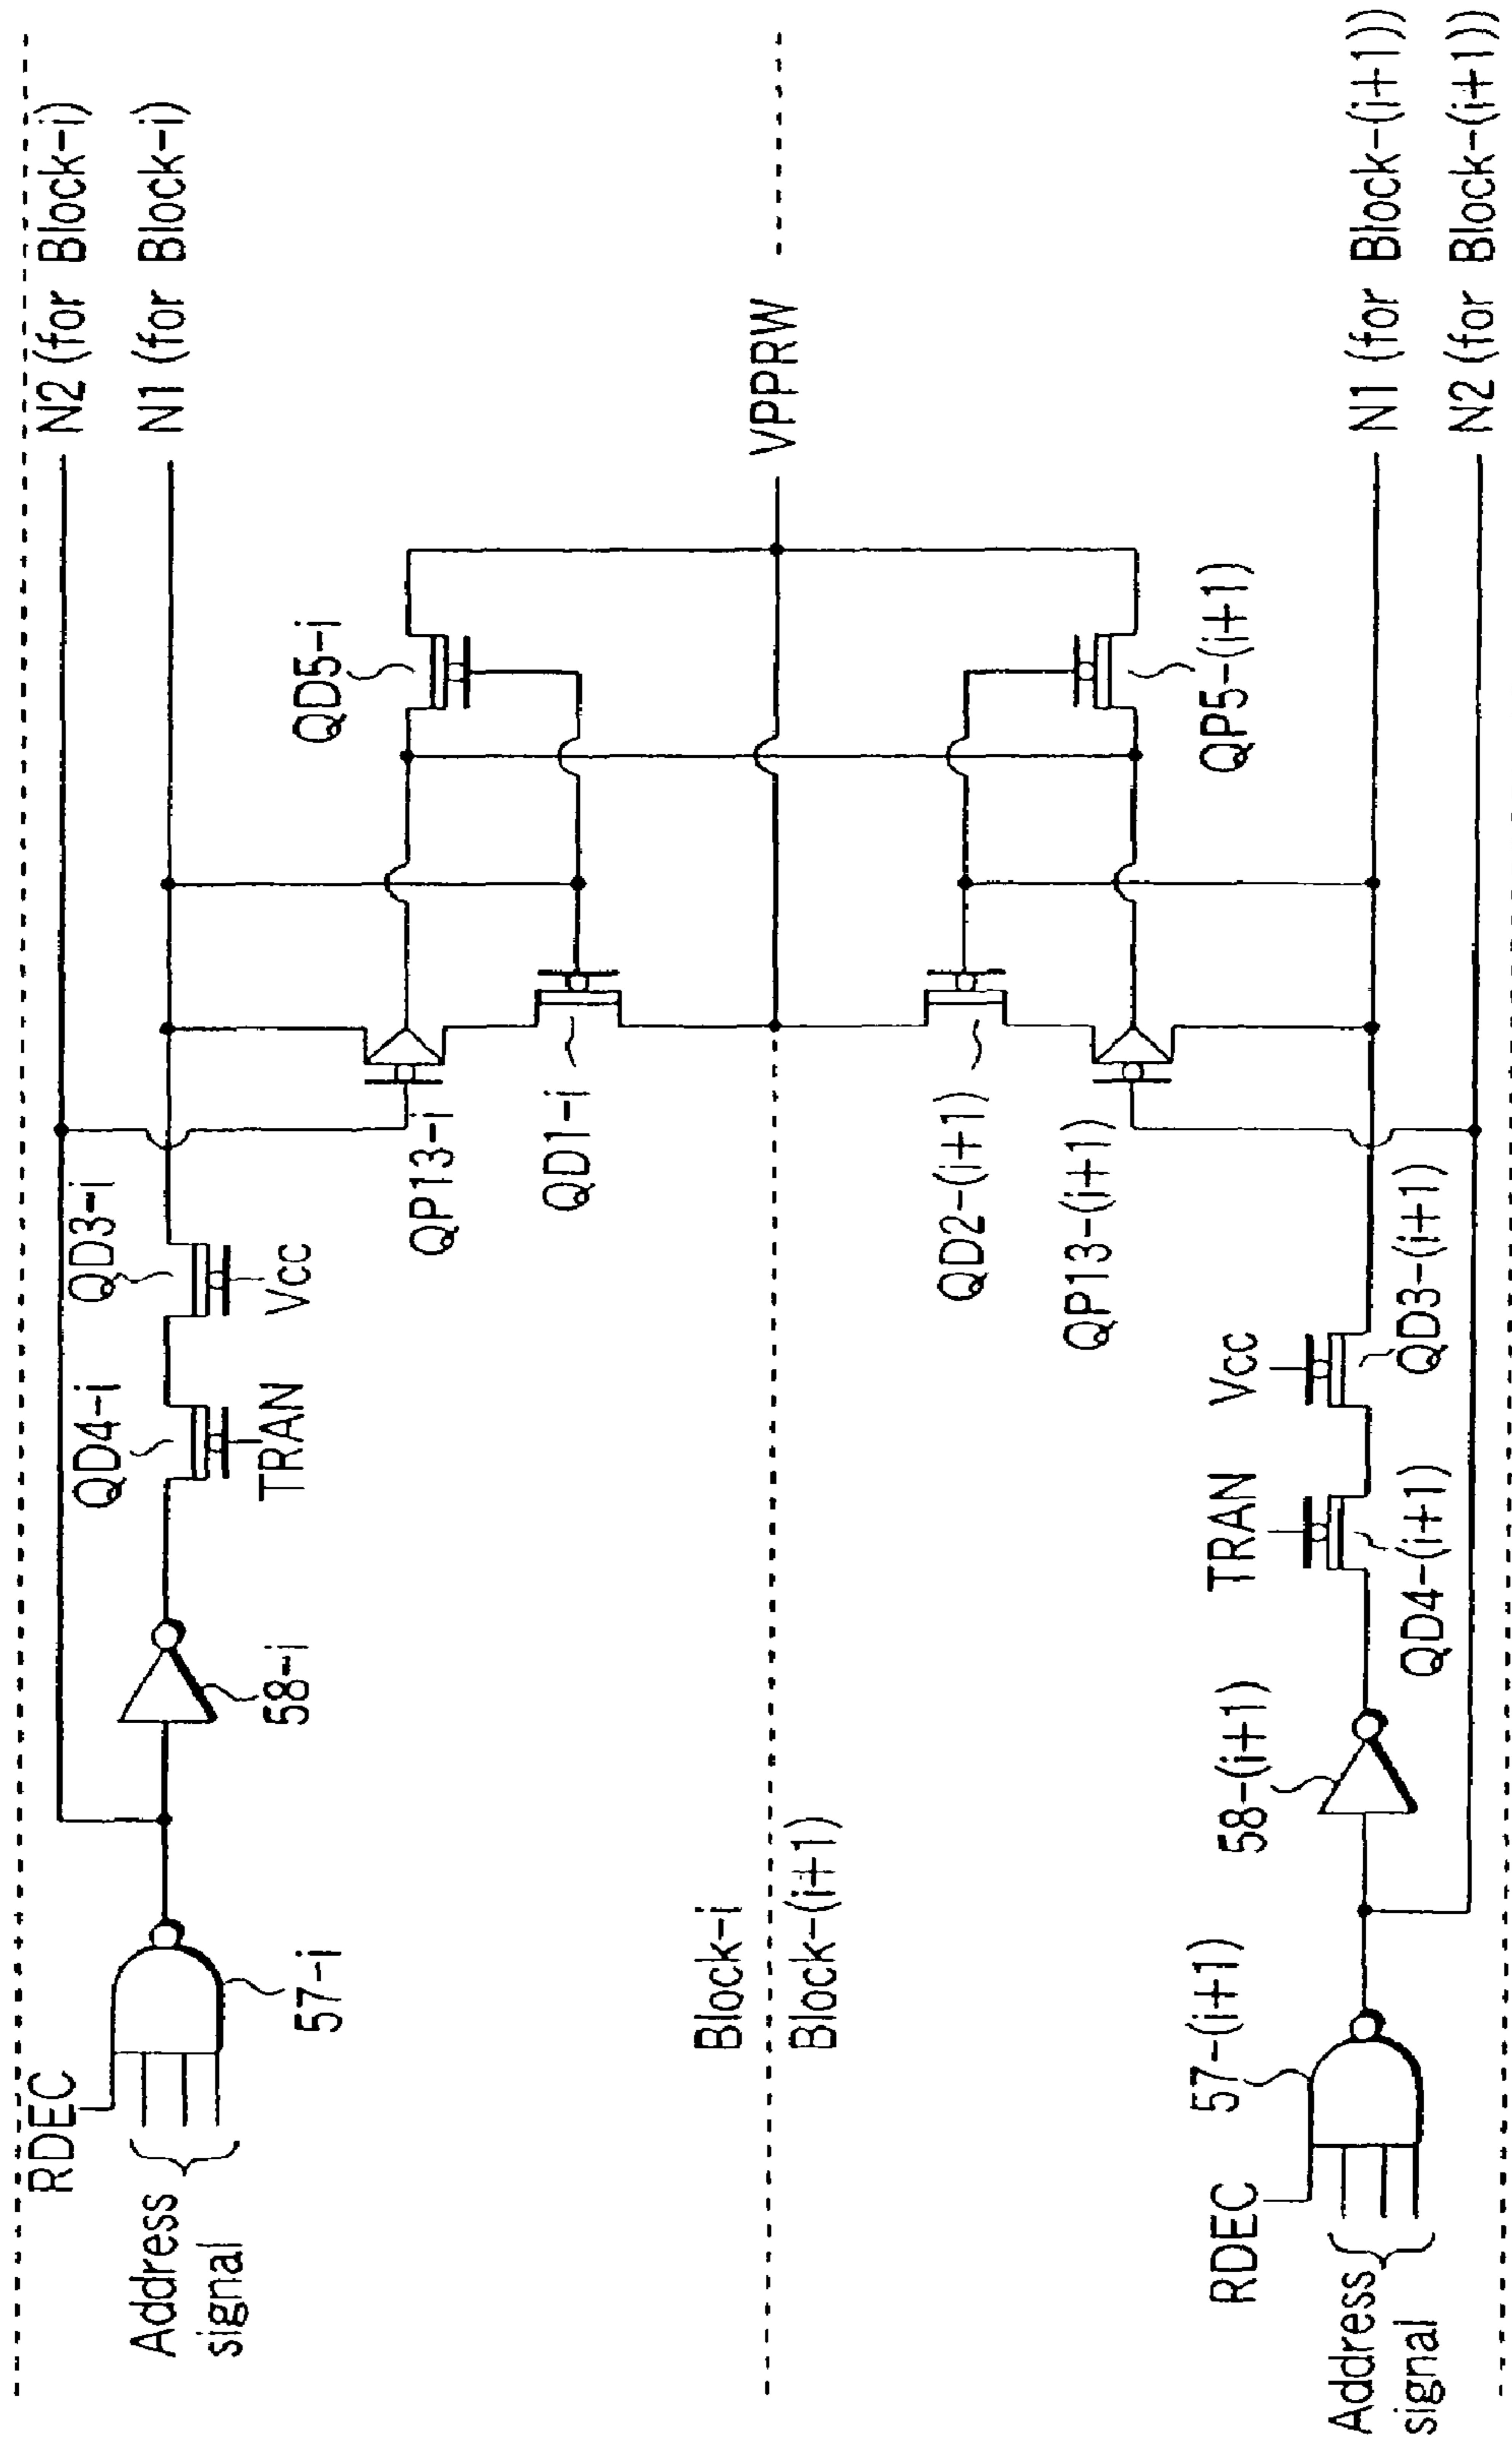 N2 (for Block-i)
N1 (for Block-i)
QD3-i
QD4-i
RDEC
Vcc
TRAN
58-i
57-i
Address
signal
QD5-i
QP13-i
QD1-i
VPPRW
Block-i
Block-(i+1)
QD2-(i+1)
QP13-(i+1)
QP5-(i+1)
Vcc
TRAN
58-(i+1)
57-(i+1)
RDEC
Address
signal
QD3-(i+1)
QD4-(i+1)
N1 (for Block-(i+1))
N2 (for Block-(i+1))